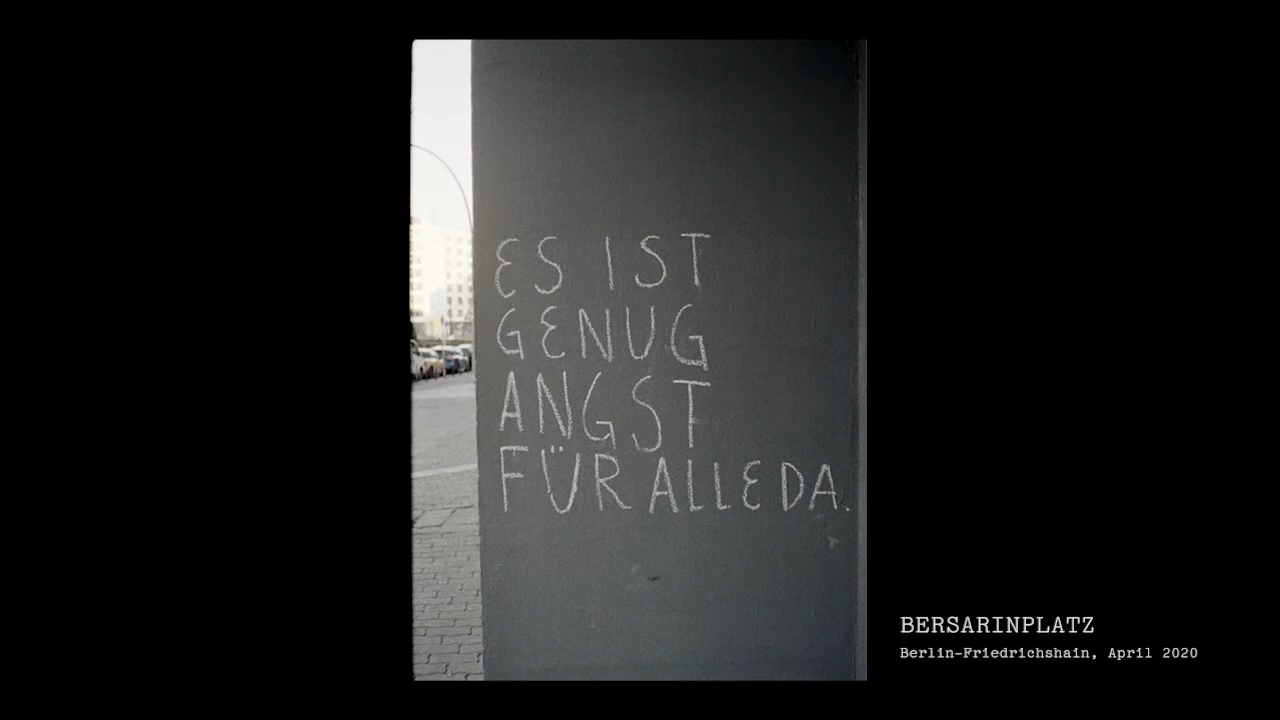 ES IST
GENUG
ANGST
FÜR ALLE DA.
BERSARINPLATZ
Berlin-Friedrichshain, April 2020